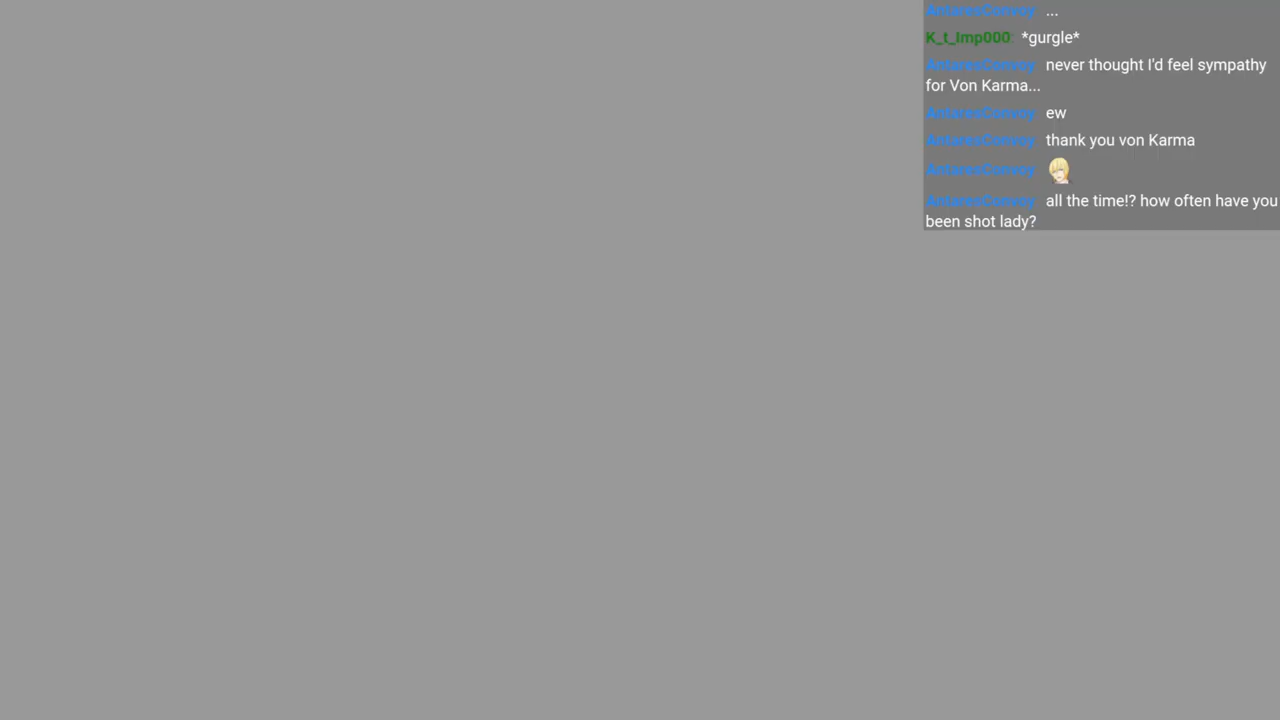 AntaresConvoy: ...
K_t_Imp000: *gurgle*
AntaresConvoy: never thought I'd feel sympathy
for Von Karma...
AntaresConvoy: ew
AntaresConvoy: thank you von Karma
AntaresConvoy:
AntaresConvoy: all the time!? how often have you
been shot lady?